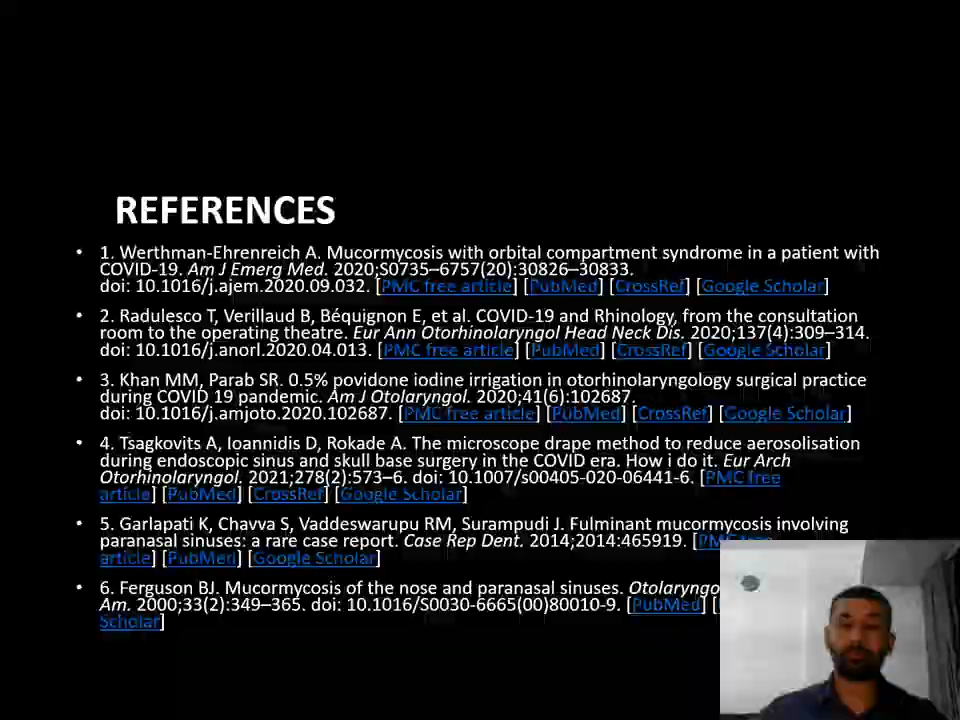 REFERENCES
• 1. Werthman-Ehrenreich A. Mucormycosis with orbital compartment syndrome in a patient with
COVID-19. Am J Emerg Med. 2020;S0735–6757(20):30826–30833.
doi: 10.1016/j.ajem.2020.09.032. [PMC free article] [PubMed] [CrossRef] [Google Scholar]
• 2. Radulesco T, Verillaud B, Béquignon E, et al. COVID-19 and Rhinology, from the consultation
room to the operating theatre. Eur Ann Otorhinolaryngol Head Neck Dis. 2020;137(4):309–314.
doi: 10.1016/j.anorl.2020.04.013. [PMC free article] [PubMed] [CrossRef] [Google Scholar]
• 3. Khan MM, Parab SR. 0.5% povidone iodine irrigation in otorhinolaryngology surgical practice
during COVID 19 pandemic. Am J Otolaryngol. 2020;41(6):102687.
doi: 10.1016/j.amjoto.2020.102687. [PMC free article] [PubMed] [CrossRef] [Google Scholar]
• 4. Tsagkovits A, Ioannidis D, Rokade A. The microscope drape method to reduce aerosolisation
during endoscopic sinus and skull base surgery in the COVID era. How i do it. Eur Arch
Otorhinolaryngol. 2021;278(2):573–6. doi: 10.1007/s00405-020-06441-6. [PMC free
article] [PubMed] [CrossRef] [Google Scholar]
• 5. Garlapati K, Chavva S, Vaddeswarupu RM, Surampudi J. Fulminant mucormycosis involving
paranasal sinuses: a rare case report. Case Rep Dent. 2014;2014:465919. [PMC free
article] [PubMed] [Google Scholar]
• 6. Ferguson BJ. Mucormycosis of the nose and paranasal sinuses. Otolaryngo
Am. 2000;33(2):349–365. doi: 10.1016/S0030-6665(00)80010-9. [PubMed] [
Scholar]